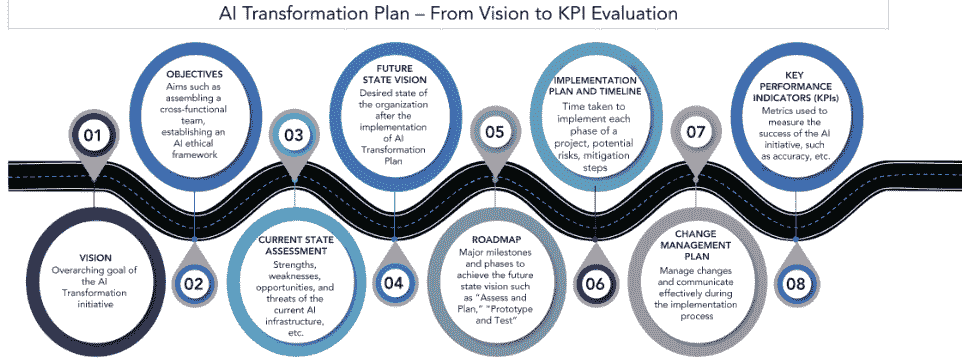 AI Transformation Plan – From Vision to KPI Evaluation
01
VISION
Overarching goal of
the AI
Transformation
initiative
OBJECTIVES
Aims such as
assembling a
cross-functional
team,
establishing an
AI ethical
framework
02
03
CURRENT STATE
ASSESSMENT
Strengths,
weaknesses,
opportunities, and
threats of the
current AI
infrastructure,
etc.
FUTURE
STATE VISION
Desired state of
the organization
after the
implementation
of AI
Transformation
Plan
04
05
ROADMAP
Major milestones
and phases to
achieve the future
state vision such
as “Assess and
Plan,” “Prototype
and Test”
IMPLEMENTATION
PLAN AND TIMELINE
Time taken to
implement each
phase of a
project, potential
risks, mitigation
steps
06
07
CHANGE
MANAGEMENT
PLAN
Manage changes
and communicate
effectively during
the implementation
process
KEY
PERFORMANCE
INDICATORS (KPIs)
Metrics used to
measure the
success of the AI
initiative, such
as accuracy, etc.
08